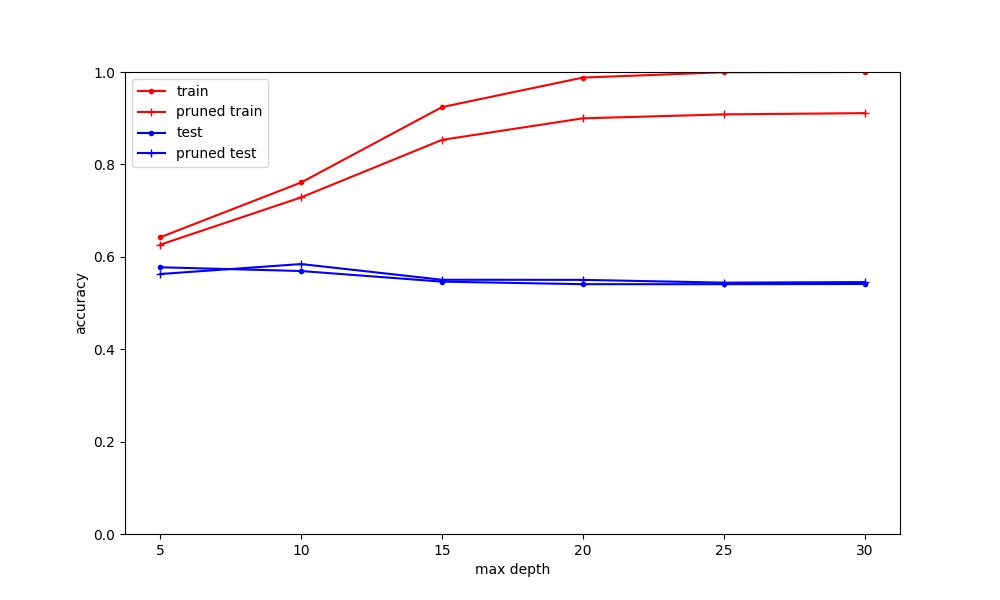 1.0
0.8
0.6
0.4
0.2
0.0
accuracy
train
pruned train
test
pruned test
5 10 15 20 25 30
max depth